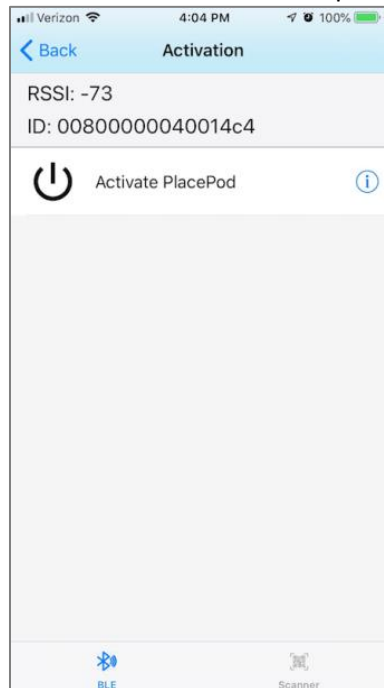 Verizon 4:04 PM 100%
Back Activation
RSSI: -73
ID: 00800000040014c4
Activate PlacePod
BLE Scanner